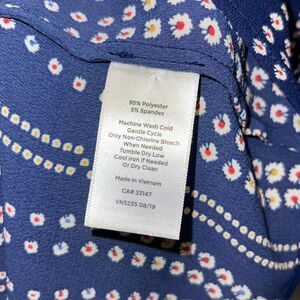 95% Polyester
5% Spandex
Machine Wash Cold
Gentle Cycle
Only Non-Chlorine Bleach
When Needed
Tumble Dry Low
Cool Iron If Needed
Or Dry Clean
Made in Vietnam
CA# 23147
VN5235 08/19